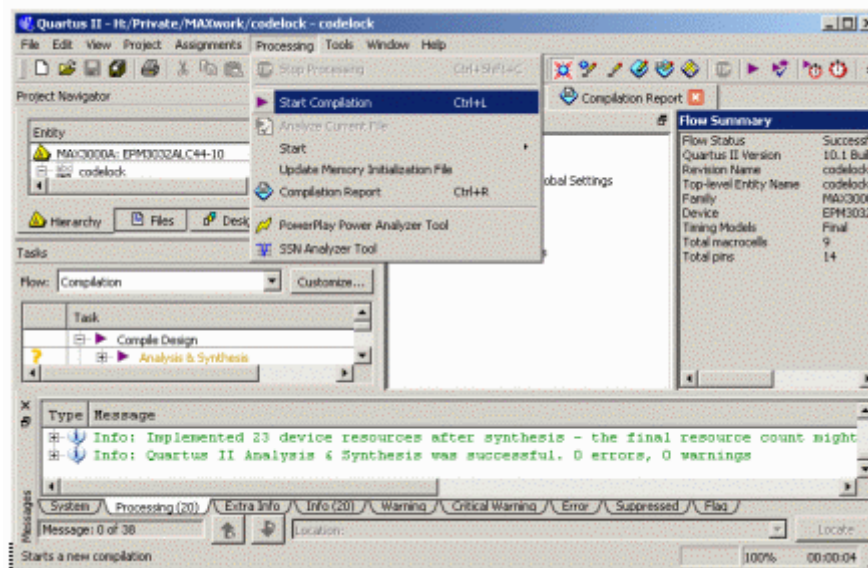 Quartus II - H:/Private/MAXwork/codelock - codelock
File Edit View Project Assignments Processing Tools Window Help
Stop Processing Ctrl+Shift+C
Project Navigator
Start Compilation Ctrl+L
Compilation Report
Entity
Analyze Current File
Flow Summary
MAX3000A: EPM3032ALC44-10
Start
Flow Status Success
codelock
Update Memory Initialization File
obal Settings
Quartus II Version 10.1 Buil
Compilation Report Ctrl+R
Revision Name codelock
Top-level Entity Name codelock
Hierarchy Files Desig
PowerPlay Power Analyzer Tool
Family MAX3000
Device EPM3032
Tasks
SSN Analyzer Tool
Timing Models Final
Total macrocells 9
Flow: Compilation Customize...
Total pins 14
Task
Compile Design
Analysis & Synthesis
Type Message
Info: Implemented 23 device resources after synthesis - the final resource count might
Info: Quartus II Analysis & Synthesis was successful. 0 errors, 0 warnings
Messages
System Processing (20) Extra Info Info (20) Warning Critical Warning Error Suppressed Flag
Message: 0 of 38 Location: Locate
Starts a new compilation 100% 00:00:04